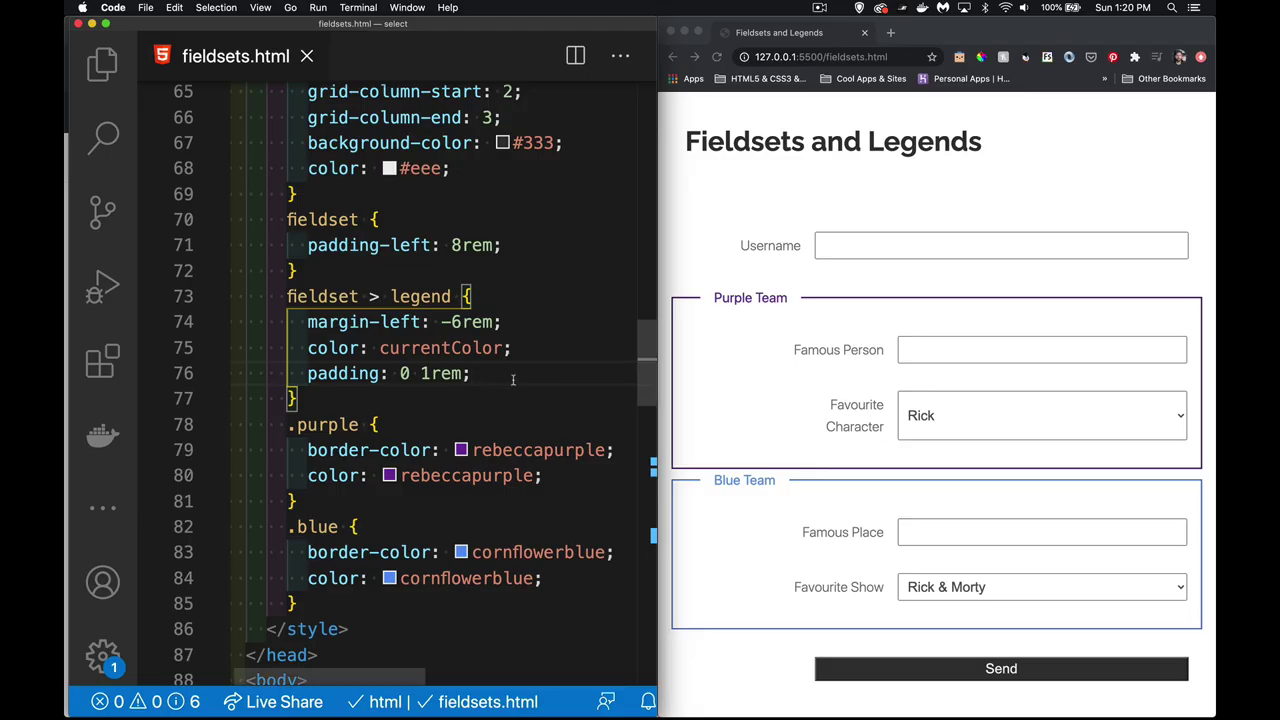 Code File Edit Selection View Go Run Terminal Window Help 100% Sun 1:20 PM
fieldsets.html — select
fieldsets.html
65 grid-column-start: 2;
66 grid-column-end: 3;
67 background-color: #333;
68 color: #eee;
69 }
70 fieldset {
71 padding-left: 8rem;
72 }
73 fieldset > legend {
74 margin-left: -6rem;
75 color: currentColor;
76 padding: 0 1rem;
77 }
78 .purple {
79 border-color: rebeccapurple;
80 color: rebeccapurple;
81 }
82 .blue {
83 border-color: cornflowerblue;
84 color: cornflowerblue;
85 }
86 </style>
87 </head>
88 <body>
1
0 0 6 Live Share html fieldsets.html
Fieldsets and Legends
127.0.0.1:5500/fieldsets.html
Apps HTML5 & CSS3 &... Cool Apps & Sites Personal Apps | H... » Other Bookmarks
Fieldsets and Legends
Username
Purple Team
Famous Person
Favourite
Character
Rick
Blue Team
Famous Place
Favourite Show Rick & Morty
Send